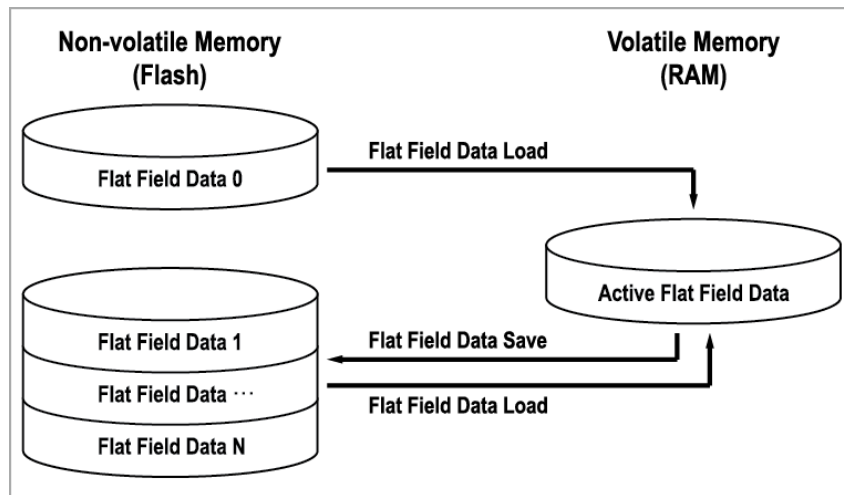 Non-volatile Memory
(Flash)
Volatile Memory
(RAM)
Flat Field Data Load
Flat Field Data 0
Active Flat Field Data
Flat Field Data 1
Flat Field Data Save
Flat Field Data ···
Flat Field Data Load
Flat Field Data N